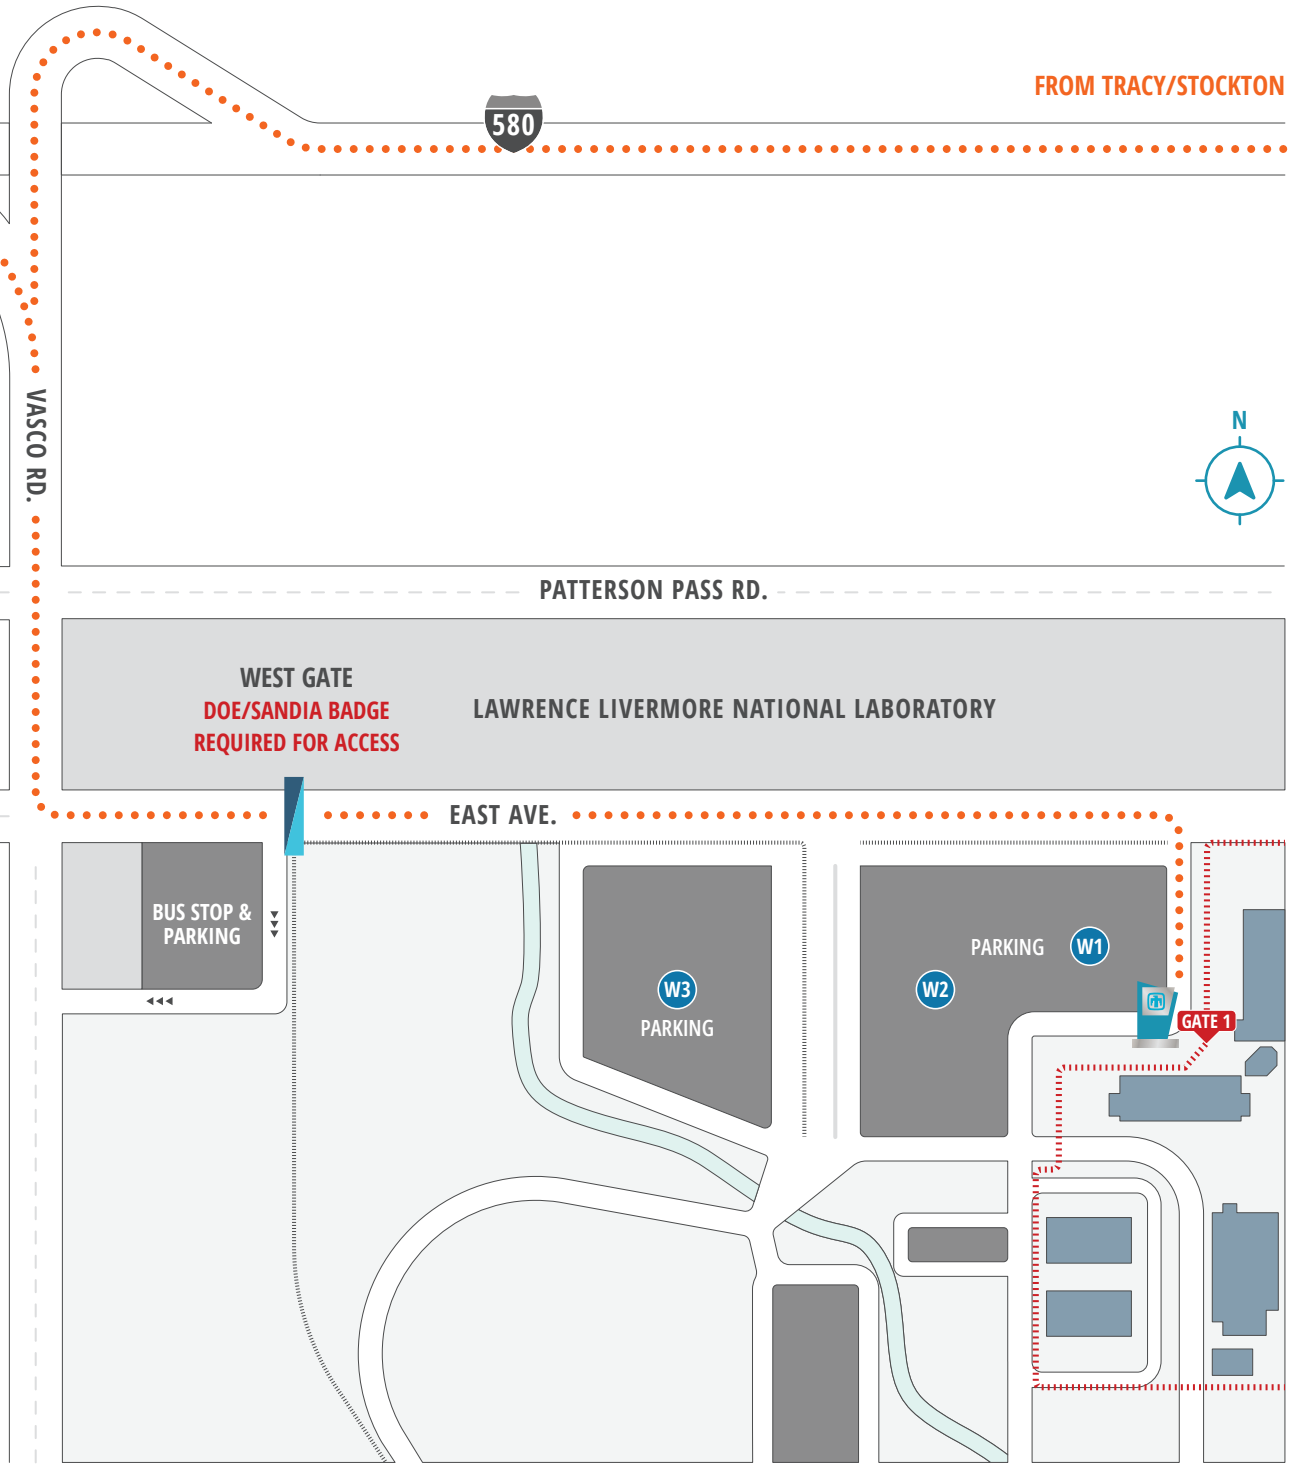 FROM TRACY/STOCKTON
580
VASCO RD.
N
PATTERSON PASS RD.
WEST GATE
DOE/SANDIA BADGE
REQUIRED FOR ACCESS
LAWRENCE LIVERMORE NATIONAL LABORATORY
EAST AVE.
BUS STOP &
PARKING
PARKING
W1
W2
W3
PARKING
GATE 1